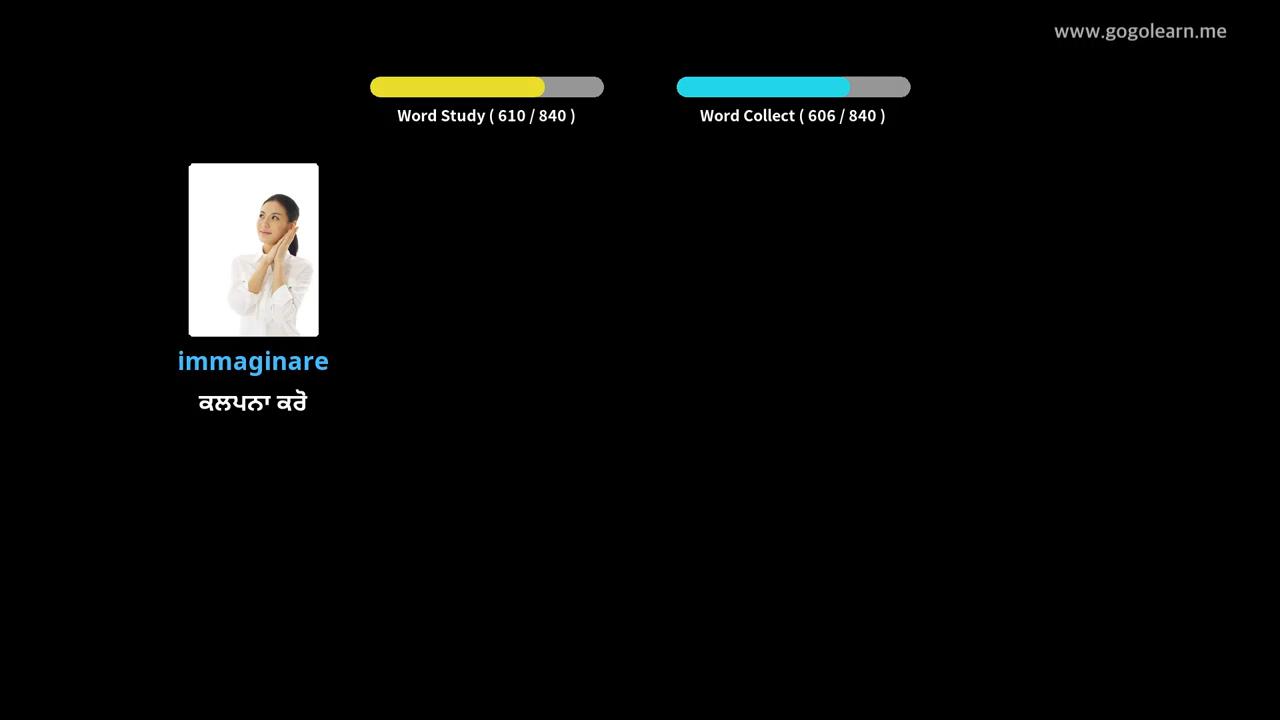 www.gogolearn.me
Word Study ( 610 / 840 )
Word Collect ( 606 / 840 )
immaginare
ਕਲਪਨਾ ਕਰੋ